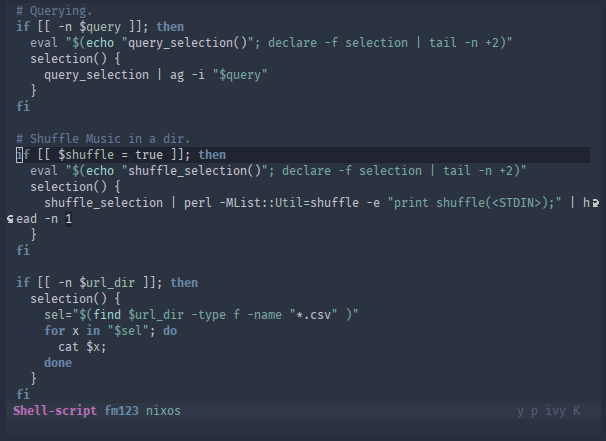 # Querying.
if [[ -n $query ]]; then
  eval "$(echo "query_selection()"; declare -f selection | tail -n +2)"
  selection() {
    query_selection | ag -i "$query"
  }
fi

# Shuffle Music in a dir.
if [[ $shuffle = true ]]; then
  eval "$(echo "shuffle_selection()"; declare -f selection | tail -n +2)"
  selection() {
    shuffle_selection | perl -MList::Util=shuffle -e "print shuffle(<STDIN>);" | h
ead -n 1
  }
fi

if [[ -n $url_dir ]]; then
  selection() {
    sel="$(find $url_dir -type f -name "*.csv" )"
    for x in "$sel"; do
      cat $x;
    done
  }
fi
Shell-script fm123 nixos y p ivy K